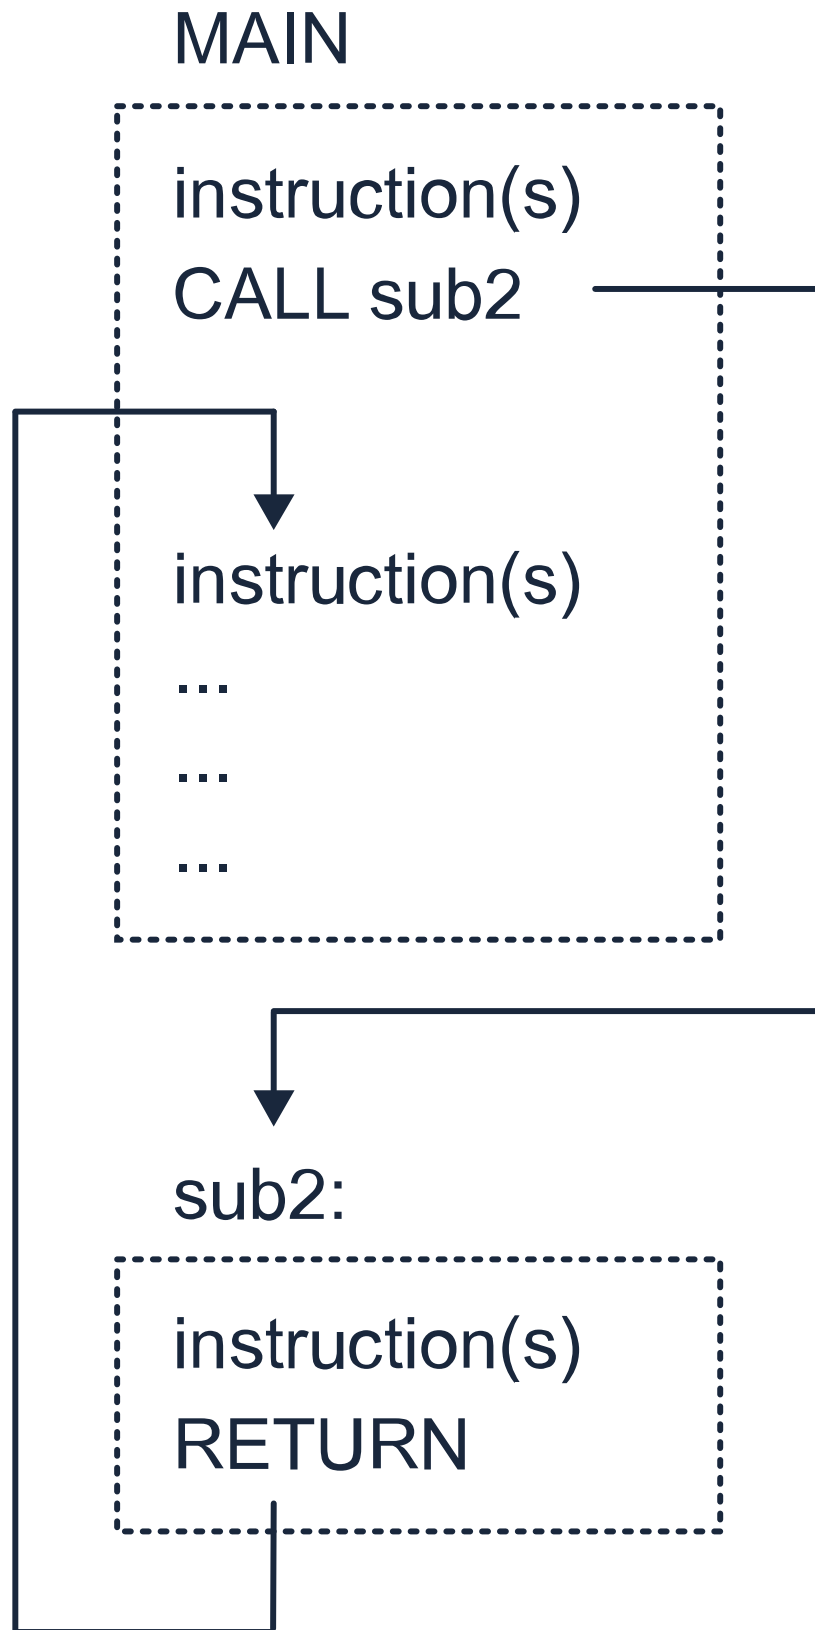 MAIN
instruction(s)
CALL sub2
instruction(s)
...
...
...
sub2:
instruction(s)
RETURN